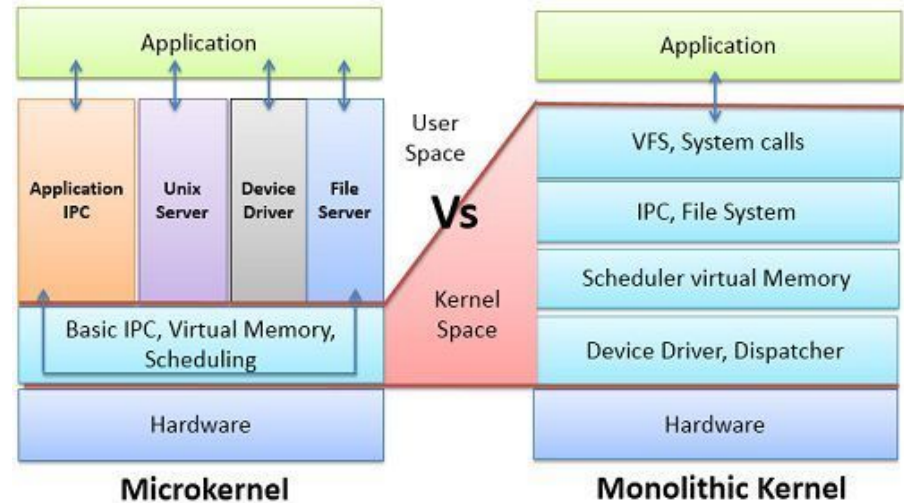 Application
Application
IPC
Unix
Server
Device
Driver
File
Server
Basic IPC, Virtual Memory,
Scheduling
Hardware
Microkernel
User
Space
Vs
Kernel
Space
Application
VFS, System calls
IPC, File System
Scheduler virtual Memory
Device Driver, Dispatcher
Hardware
Monolithic Kernel